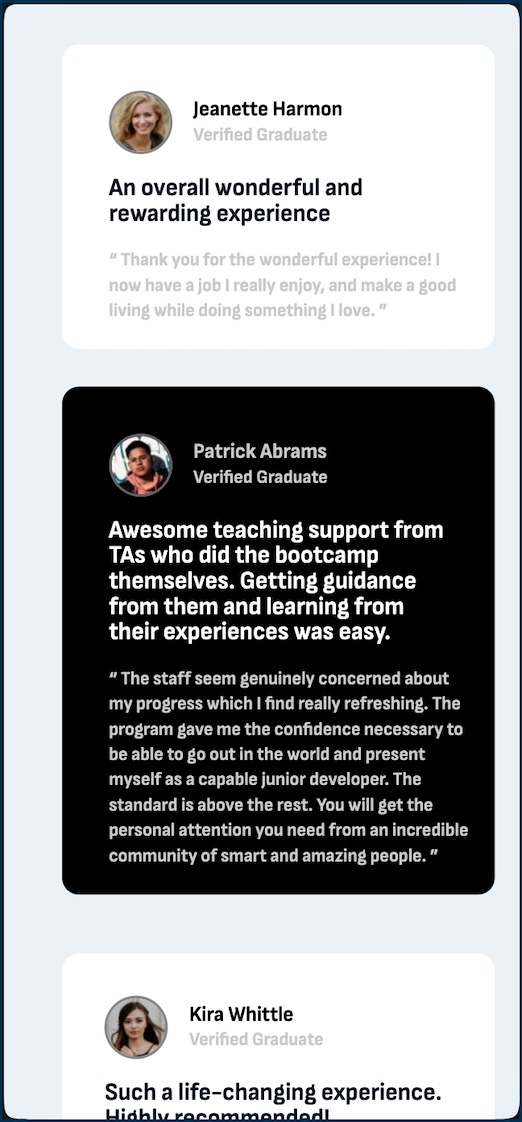 Jeanette Harmon
Verified Graduate
An overall wonderful and
rewarding experience
“ Thank you for the wonderful experience! I
now have a job I really enjoy, and make a good
living while doing something I love. ”
Patrick Abrams
Verified Graduate
Awesome teaching support from
TAs who did the bootcamp
themselves. Getting guidance
from them and learning from
their experiences was easy.
“ The staff seem genuinely concerned about
my progress which I find really refreshing. The
program gave me the confidence necessary to
be able to go out in the world and present
myself as a capable junior developer. The
standard is above the rest. You will get the
personal attention you need from an incredible
community of smart and amazing people. ”
Kira Whittle
Verified Graduate
Such a life-changing experience.
Highly recommended!